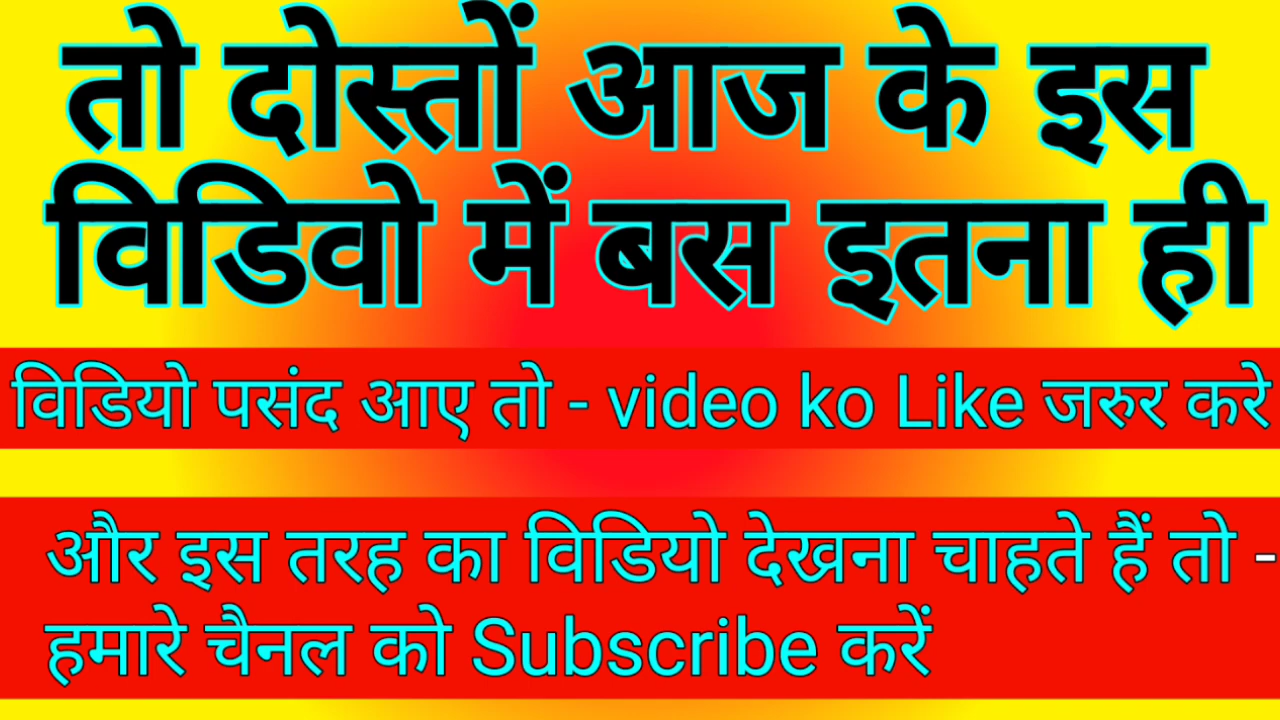 तो दोस्तों आज के इस
विडिवो में बस इतना ही
विडियो पसंद आए तो - video ko Like जरुर करे
और इस तरह का विडियो देखना चाहते हैं तो -
हमारे चैनल को Subscribe करें